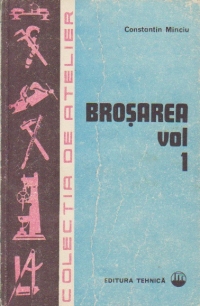 Constantin Minciu
BROȘAREA
vol
1
COLECȚIA DE ATELIER
EDITURA TEHNICĂ